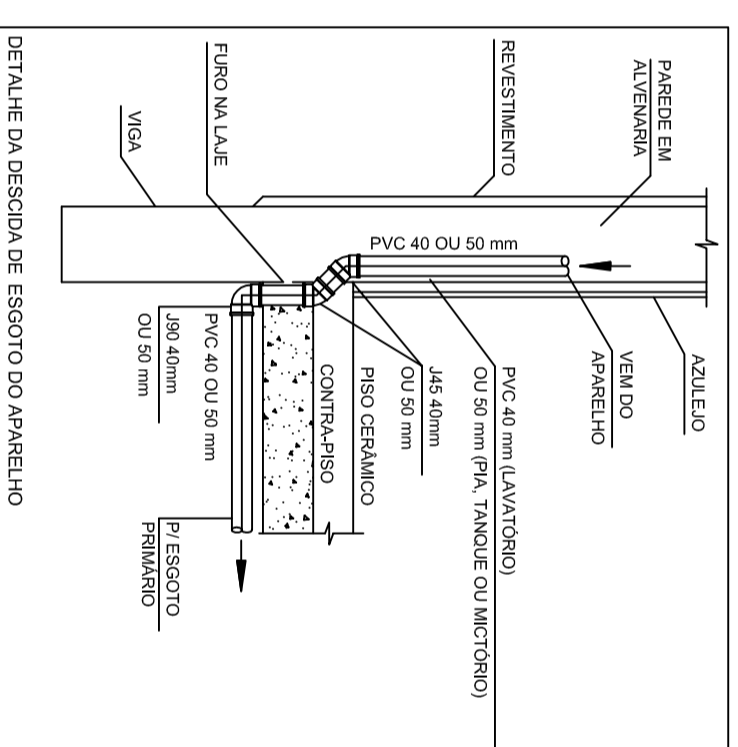 PAREDE EM
ALVENARIA
REVESTIMENTO
FURO NA LAJE
VIGA
PVC 40 OU 50 mm
AZULEJO
VEM DO
APARELHO
PVC 40 mm (LAVATÓRIO)
OU 50 mm (PIA, TANQUE OU MICTÓRIO)
J45 40mm
OU 50 mm
PISO CERÂMICO
CONTRA-PISO
PVC 40 OU 50 mm
J90 40mm
OU 50 mm
P/ ESGOTO
PRIMÁRIO
DETALHE DA DESCIDA DE ESGOTO DO APARELHO